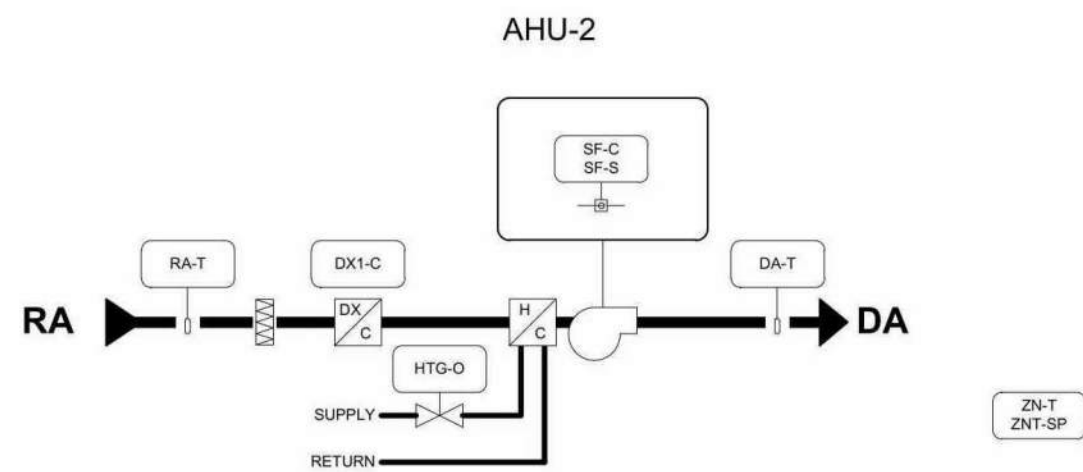 AHU-2
SF-C
SF-S
RA-T
DX1-C
DA-T
RA
DX
C
H
C
DA
HTG-O
SUPPLY
RETURN
ZN-T
ZNT-SP